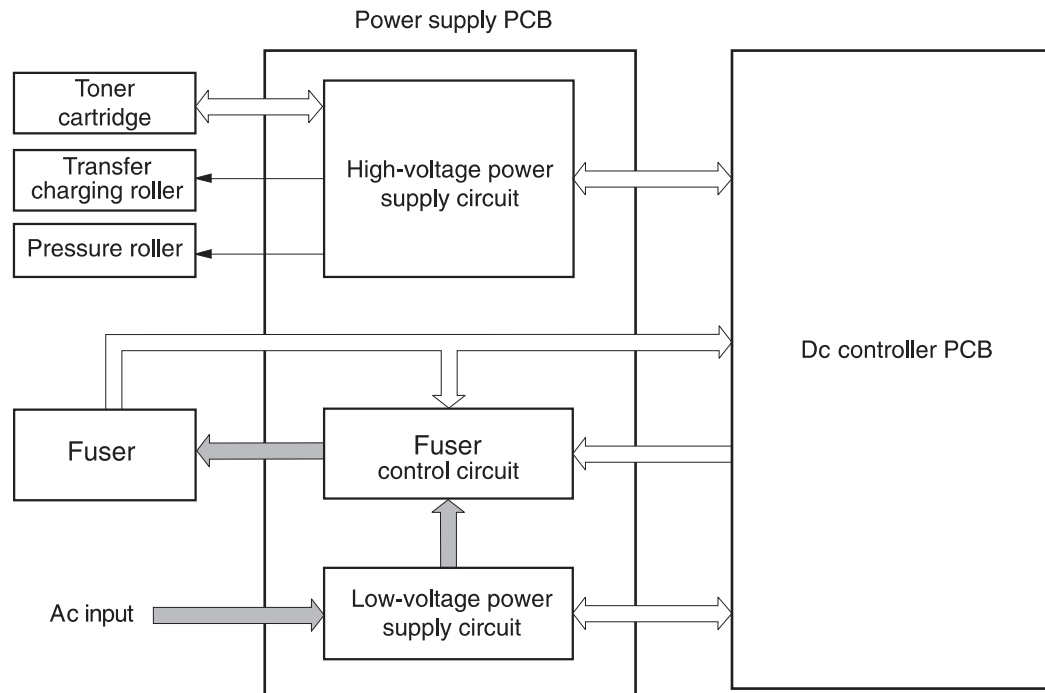 Power supply PCB
Toner
cartridge
Transfer
charging roller
Pressure roller
High-voltage power
supply circuit
Dc controller PCB
Fuser
Fuser
control circuit
Ac input
Low-voltage power
supply circuit